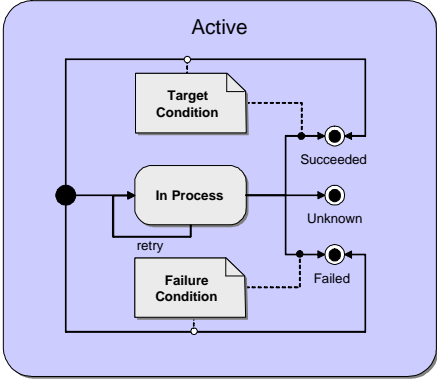 Active
Target
Condition
Succeeded
In Process
Unknown
retry
Failure
Condition
Failed